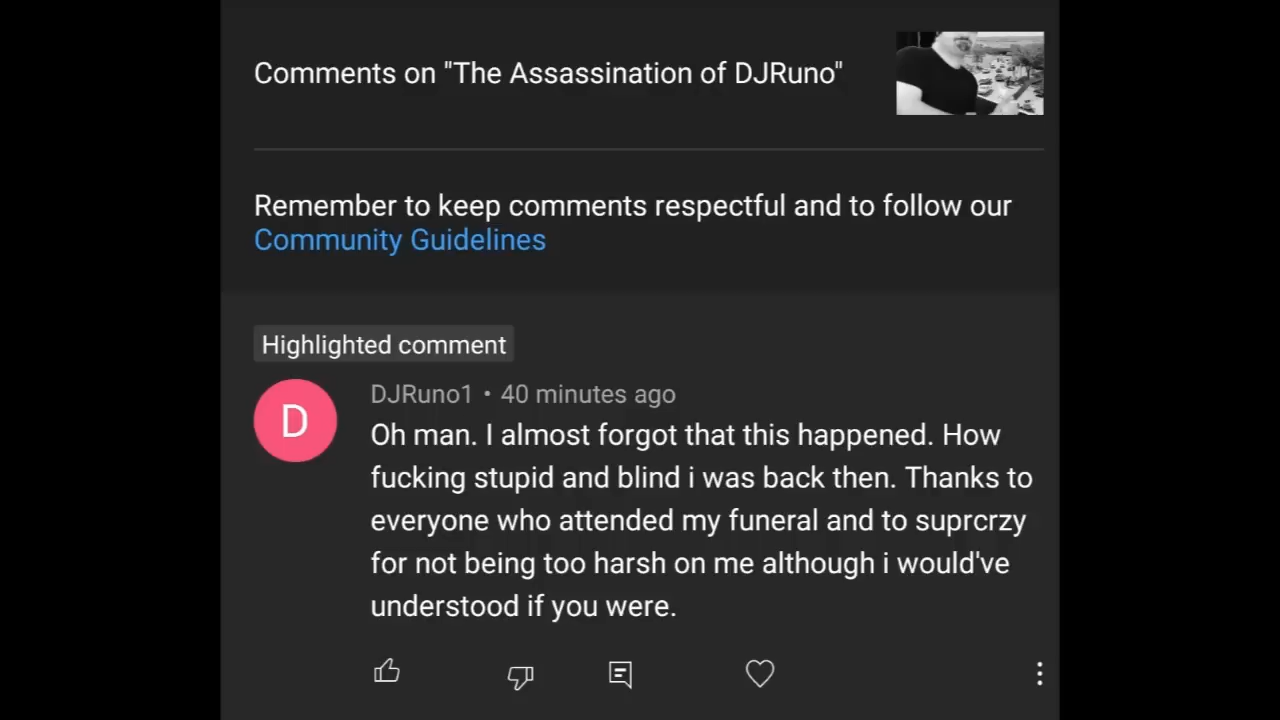 Comments on "The Assassination of DJRuno"
Remember to keep comments respectful and to follow our
Community Guidelines
Highlighted comment
D
DJRuno1 • 40 minutes ago
Oh man. I almost forgot that this happened. How
fucking stupid and blind i was back then. Thanks to
everyone who attended my funeral and to suprcrzy
for not being too harsh on me although i would've
understood if you were.